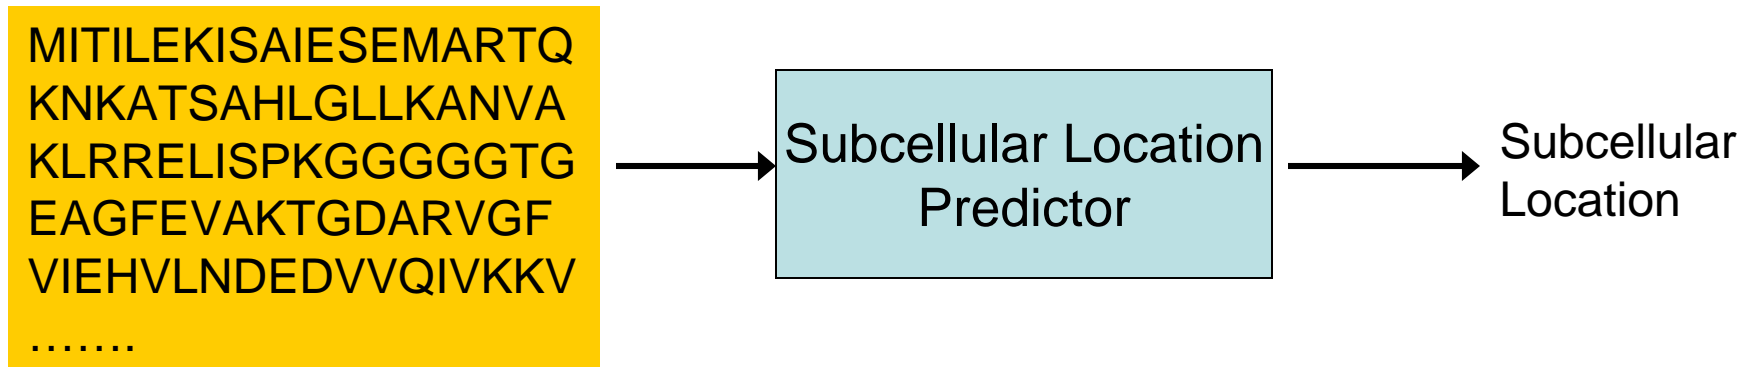 MITILEKISAIESEMARTQ
KNKATSAHLGLLKANVA
KLRRELISPKGGGGGTG
EAGFEVAKTGDARVGF
VIEHVLNDEDVVQIVKKV
…….
Subcellular Location
Predictor
Subcellular
Location